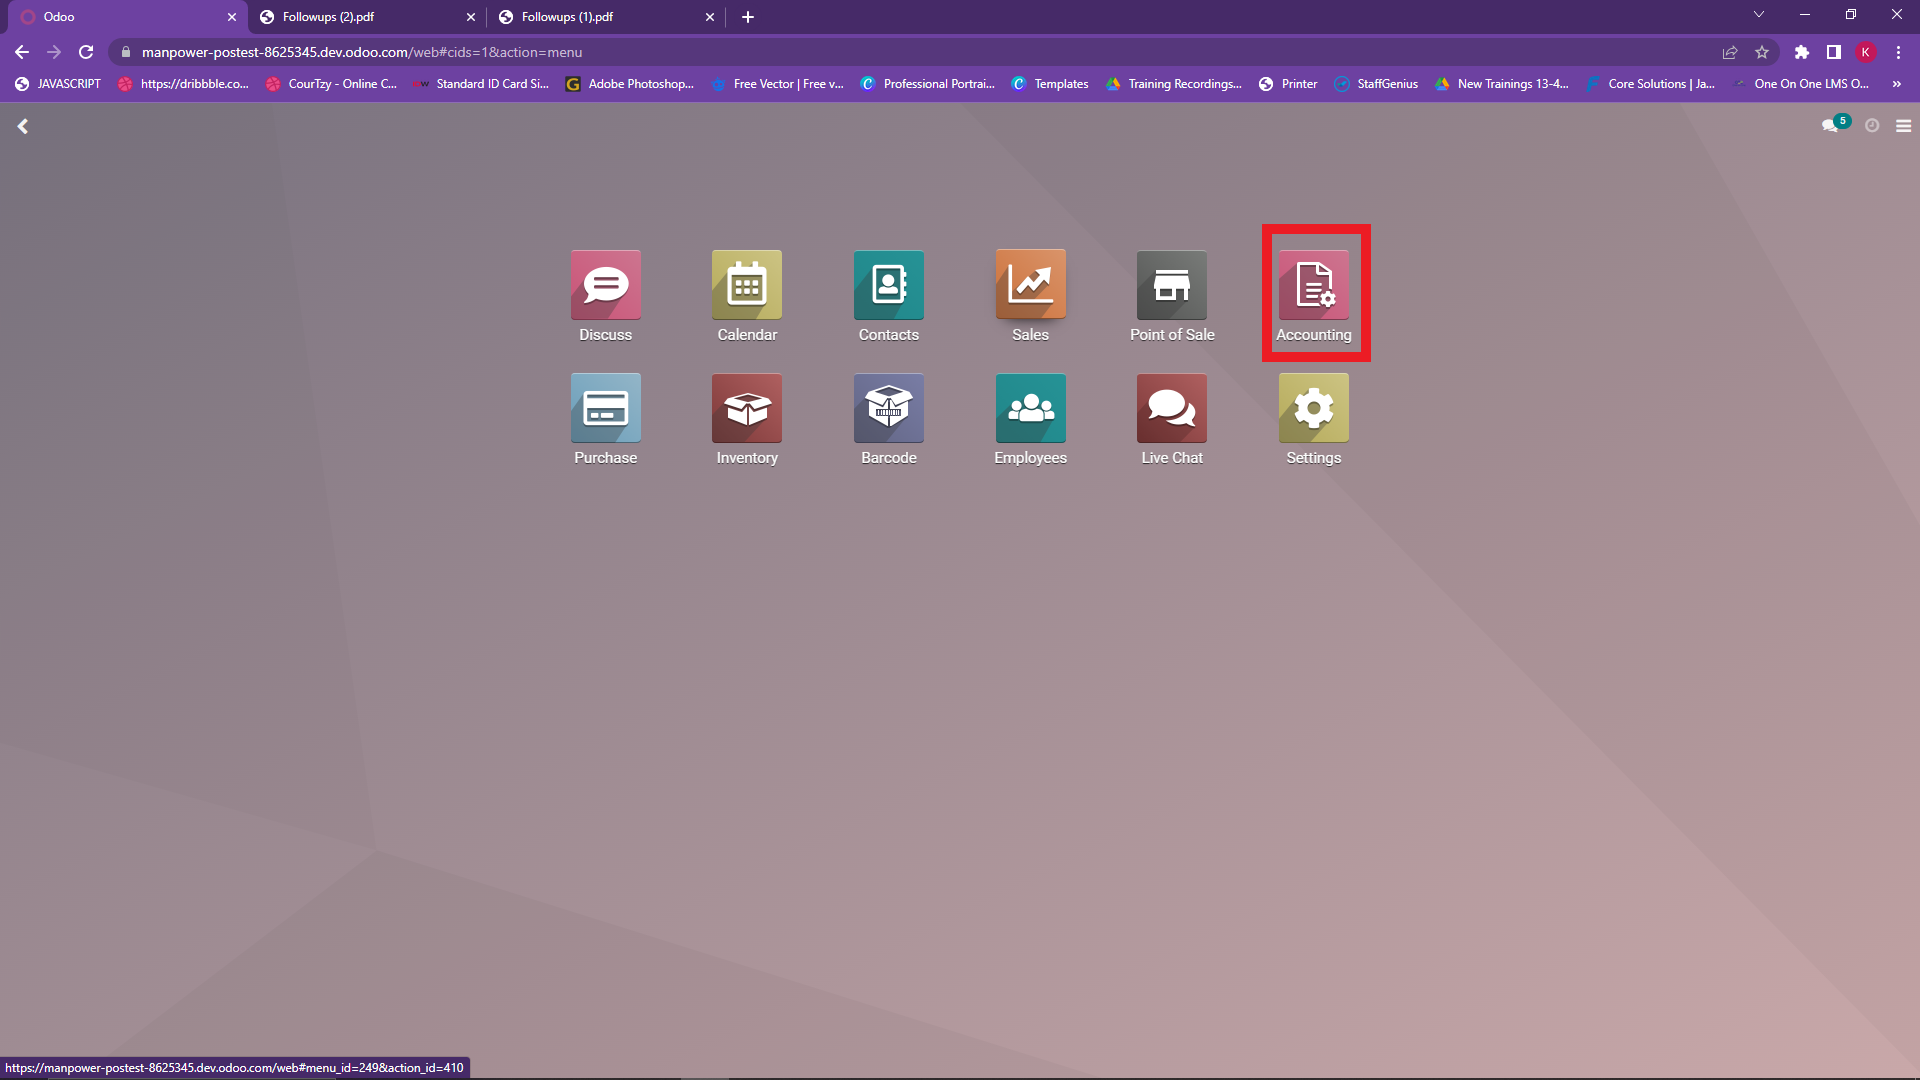 Odoo
Followups (2).pdf
Followups (1).pdf
manpower-postest-8625345.dev.odoo.com/web#cids=1&action=menu
K
JAVASCRIPT
https://dribbble.co...
CourTzy - Online C...
Standard ID Card Si...
G
Adobe Photoshop...
Free Vector | Free v...
C
Professional Portrai...
C
Templates
Training Recordings...
Printer
StaffGenius
New Trainings 13-4...
Core Solutions | Ja...
One On One LMS O...
»
5
Discuss
Calendar
Contacts
Sales
Point of Sale
Accounting
Purchase
Inventory
Barcode
Employees
Live Chat
Settings
https://manpower-postest-8625345.dev.odoo.com/web#menu_id=249&action_id=410